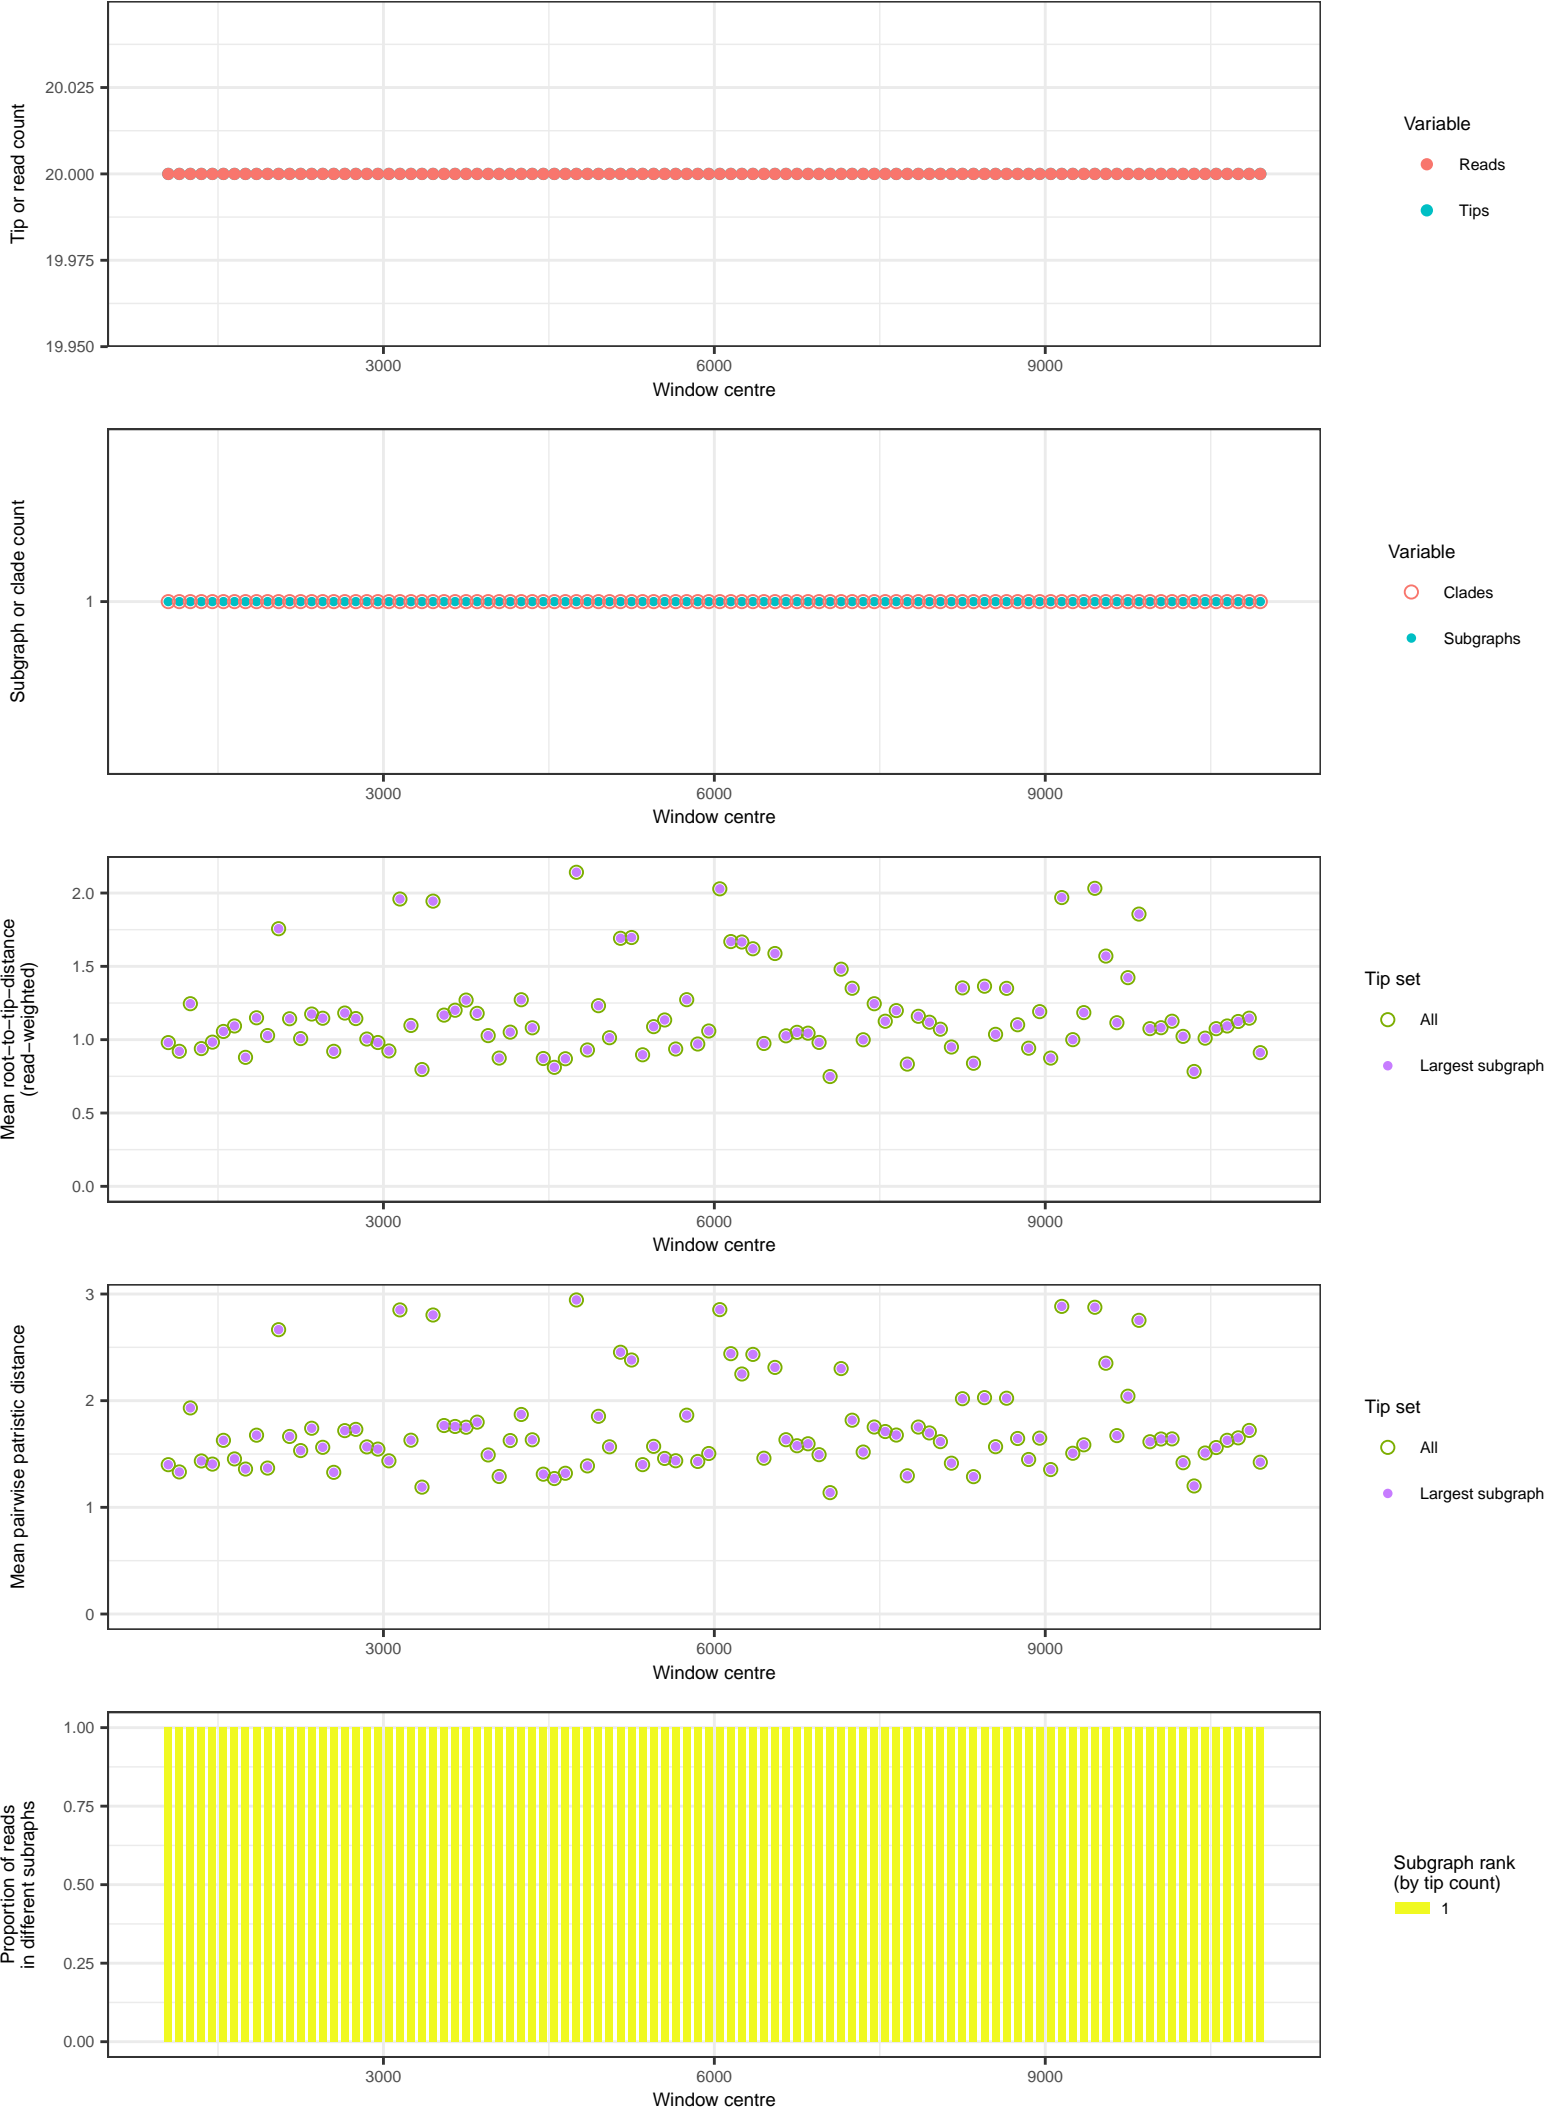 20.025
20.000
19.975
19.950
Tip or read count
3000 6000 9000
Window centre
Variable
Reads
Tips
1
Subgraph or clade count
3000 6000 9000
Window centre
Variable
Clades
Subgraphs
2.0
1.5
1.0
0.5
0.0
Mean root−to−tip−distance
(read−weighted)
3000 6000 9000
Window centre
Tip set
All
Largest subgraph
3
2
1
0
Mean pairwise patristic distance
3000 6000 9000
Window centre
Tip set
All
Largest subgraph
1.00
0.75
0.50
0.25
0.00
Proportion of reads
in different subraphs
3000 6000 9000
Window centre
Subgraph rank
(by tip count)
1